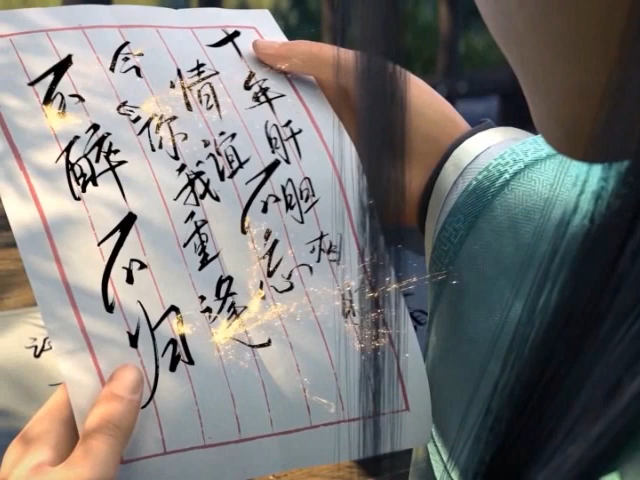 十年肝胆
情谊不忘
今你我重逢
不醉不归